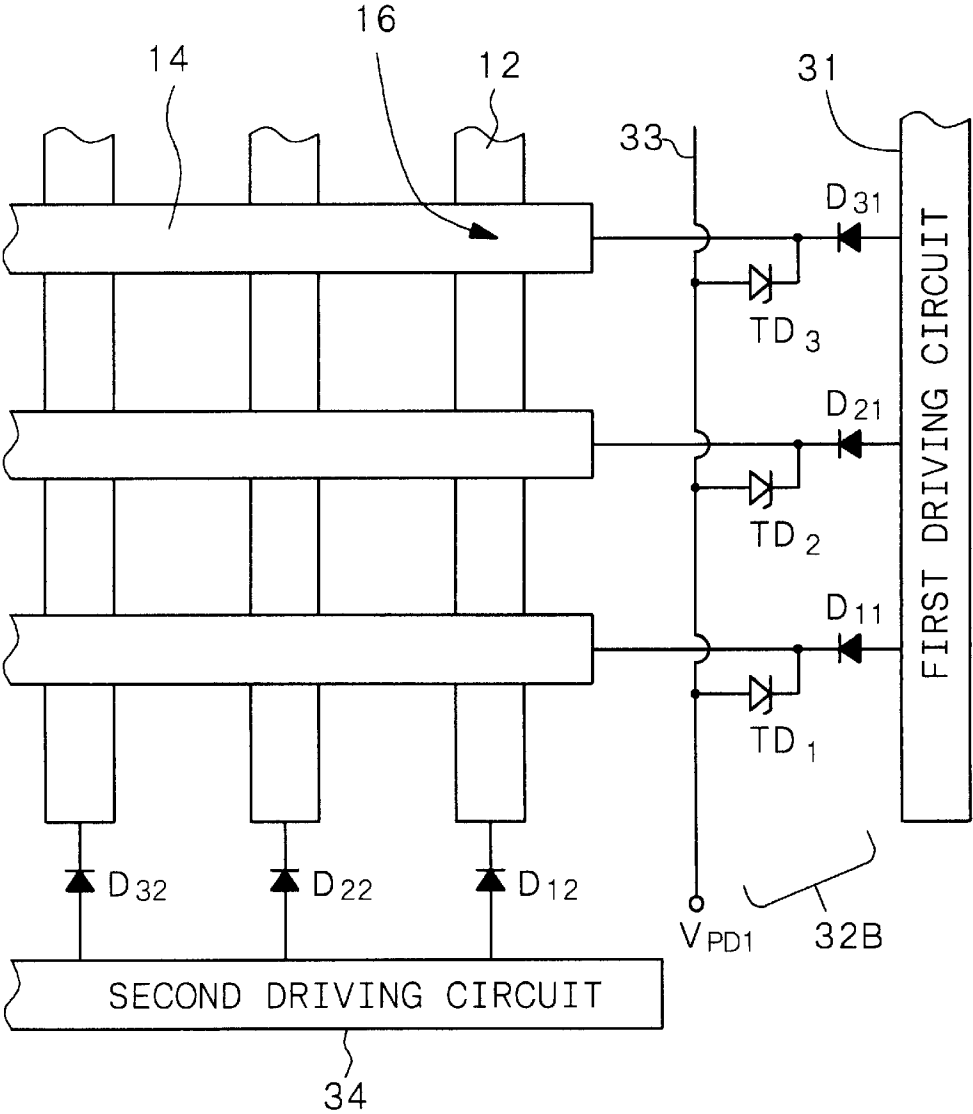 16
14
12
31
33
D31
TD3
D21
TD2
D11
TD1
FIRST DRIVING CIRCUIT
D32
D22
D12
VPD1
32B
SECOND DRIVING CIRCUIT
34